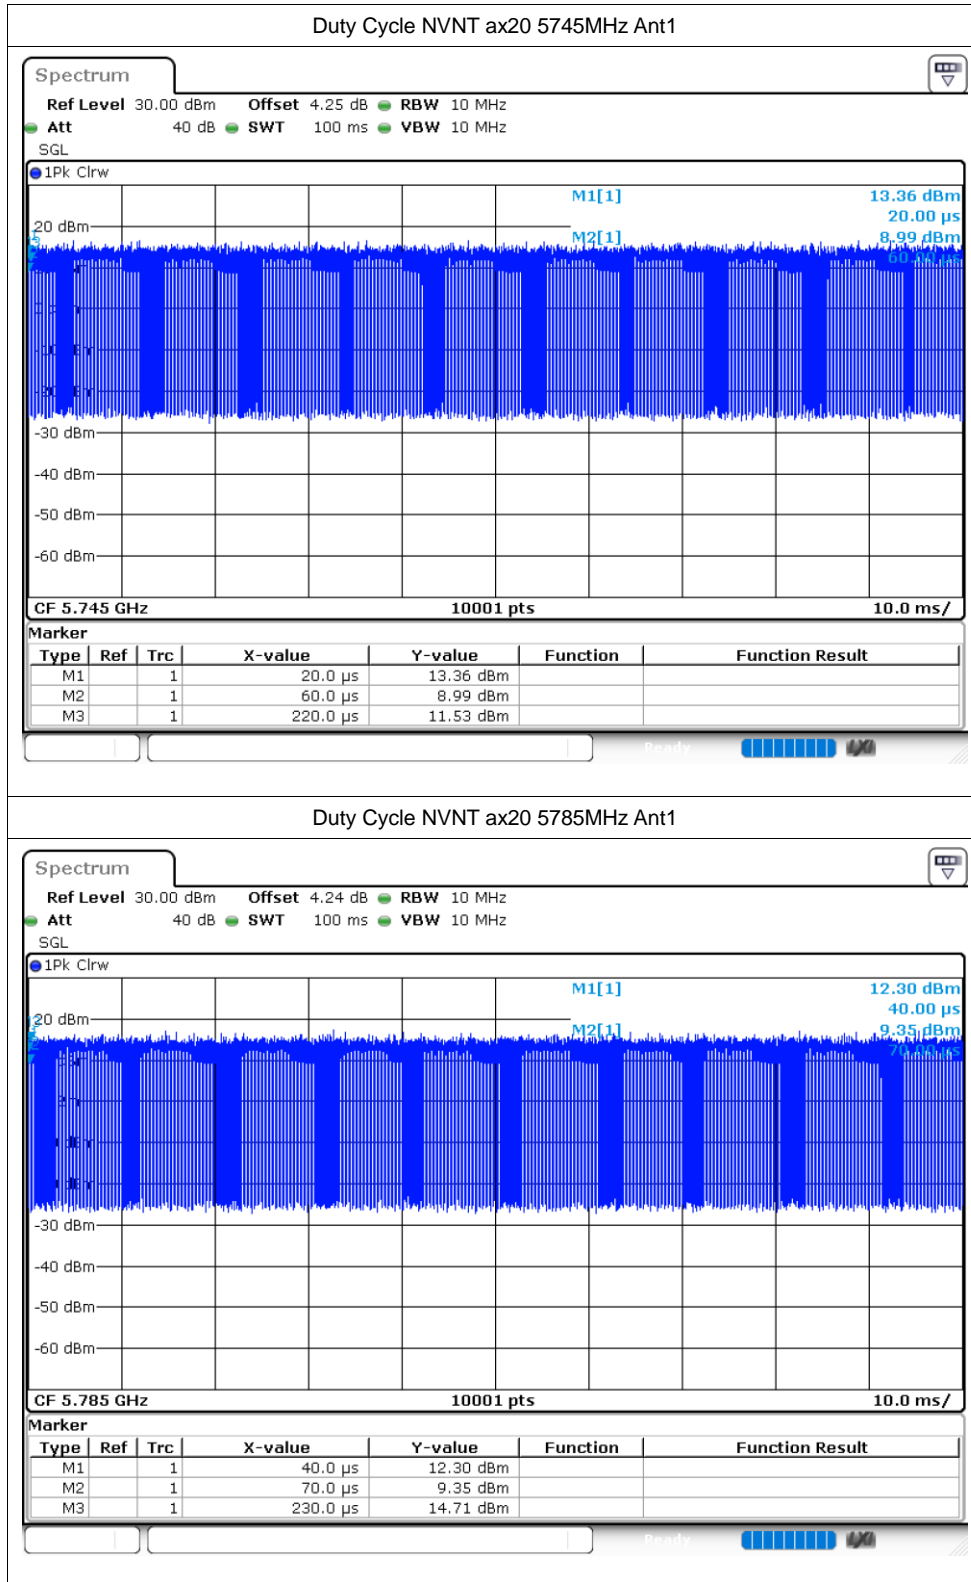 Duty Cycle NVNT ax20 5745MHz Ant1
Spectrum
Ref Level 30.00 dBm Offset 4.25 dB RBW 10 MHz
Att 40 dB SWT 100 ms VBW 10 MHz
SGL
1Pk Clrw
M1[1] 13.36 dBm
20.00 µs
20 dBm
M2[1] 8.99 dBm
60.00 µs
-30 dBm
-40 dBm
-50 dBm
-60 dBm
CF 5.745 GHz 10001 pts 10.0 ms/
Marker
Type Ref Trc X-value Y-value Function Function Result
M1 1 20.0 µs 13.36 dBm
M2 1 60.0 µs 8.99 dBm
M3 1 220.0 µs 11.53 dBm
Ready LXI
Duty Cycle NVNT ax20 5785MHz Ant1
Spectrum
Ref Level 30.00 dBm Offset 4.24 dB RBW 10 MHz
Att 40 dB SWT 100 ms VBW 10 MHz
SGL
1Pk Clrw
M1[1] 12.30 dBm
40.00 µs
20 dBm
M2[1] 9.35 dBm
70.00 µs
-30 dBm
-40 dBm
-50 dBm
-60 dBm
CF 5.785 GHz 10001 pts 10.0 ms/
Marker
Type Ref Trc X-value Y-value Function Function Result
M1 1 40.0 µs 12.30 dBm
M2 1 70.0 µs 9.35 dBm
M3 1 230.0 µs 14.71 dBm
Ready LXI